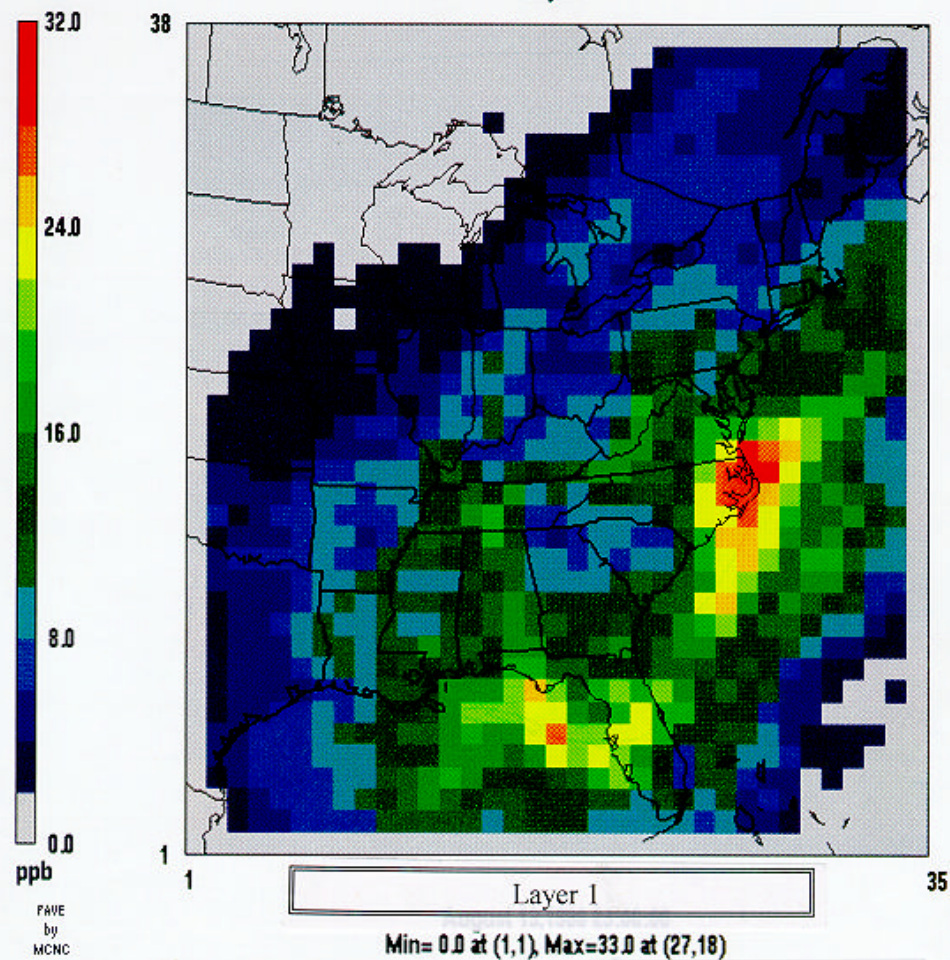 32.0
38
24.0
16.0
8.0
0.0
ppb
1
1
35
Layer 1
PAVE
by
MCNC
Min= 0.0 at (1,1), Max=33.0 at (27,18)